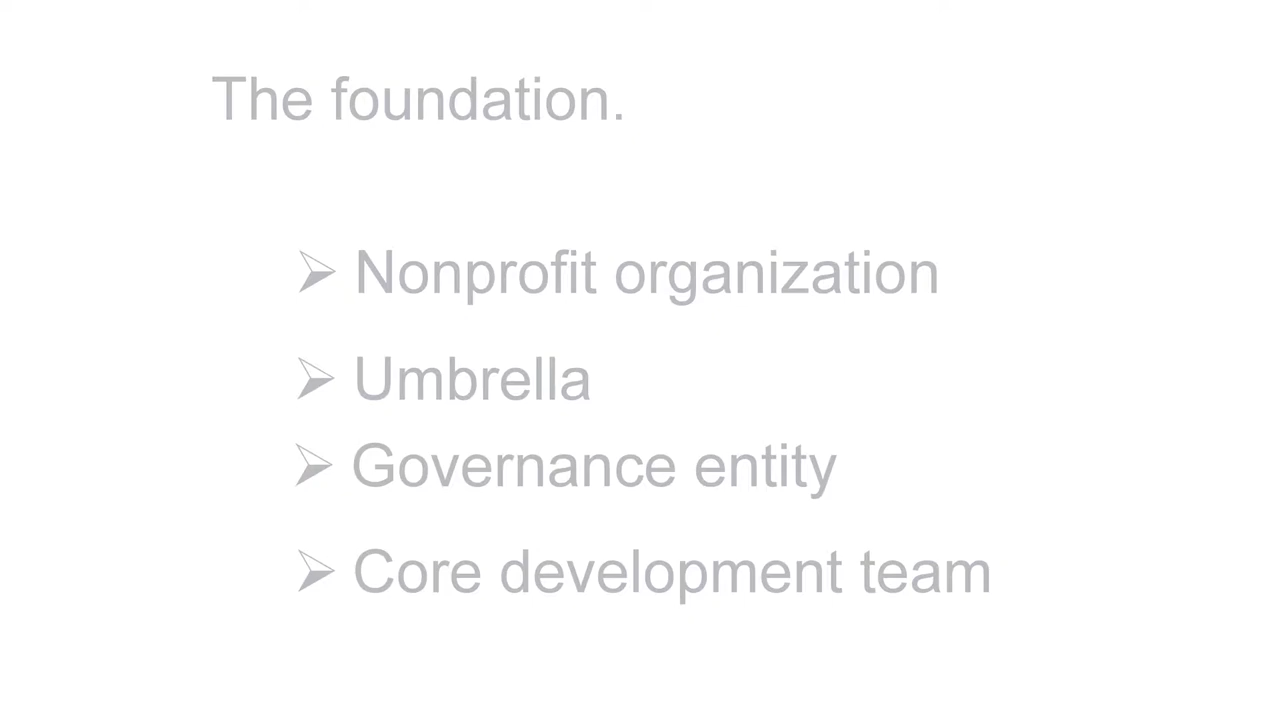 The foundation.
➢ Nonprofit organization
➢ Umbrella
➢ Governance entity
➢ Core development team